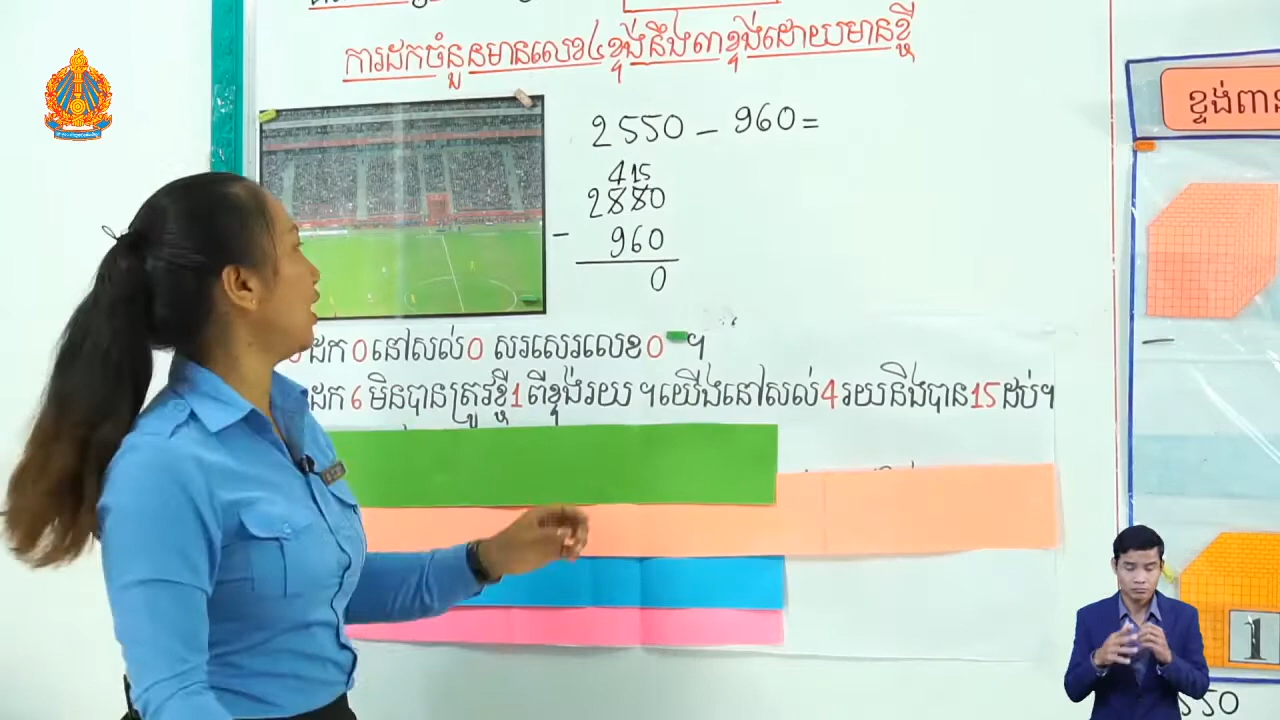 ការដកចំនួនមានលេខ៤ខ្ទង់នឹង៣ខ្ទង់ដោយមានខ្ចី
2550 - 960 =
4 15
2550
- 960
0
ដក 0 នៅសល់ 0 សរសេរលេខ 0 ។
ដក 6 មិនបានត្រូវខ្ចី 1 ពីខ្ទង់រយ ។ យើងនៅសល់ 4 រយនិងបាន 15 ដប់។
ខ្ទង់ពាន់
1
550